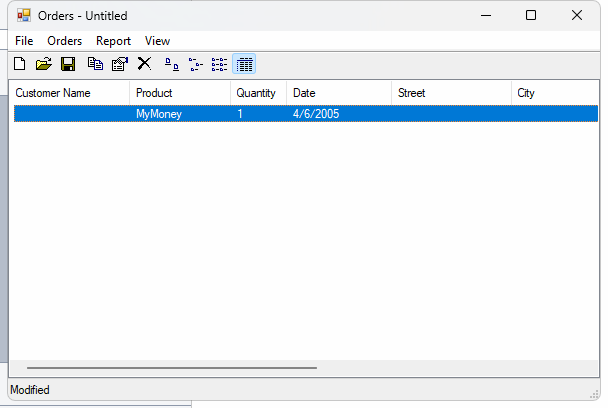 Orders - Untitled
File Orders Report View
Customer Name Product Quantity Date Street City
MyMoney 1 4/6/2005
Modified